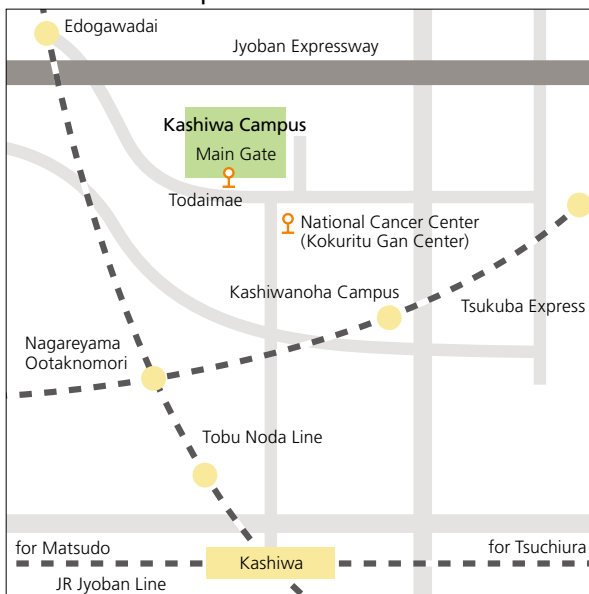 Edogawadai
Jyoban Expressway
Kashiwa Campus
Main Gate
Todaimae
National Cancer Center
(Kokuritu Gan Center)
Kashiwanoha Campus
Tsukuba Express
Nagareyama
Ootaknomori
Tobu Noda Line
for Matsudo
for Tsuchiura
Kashiwa
JR Jyoban Line